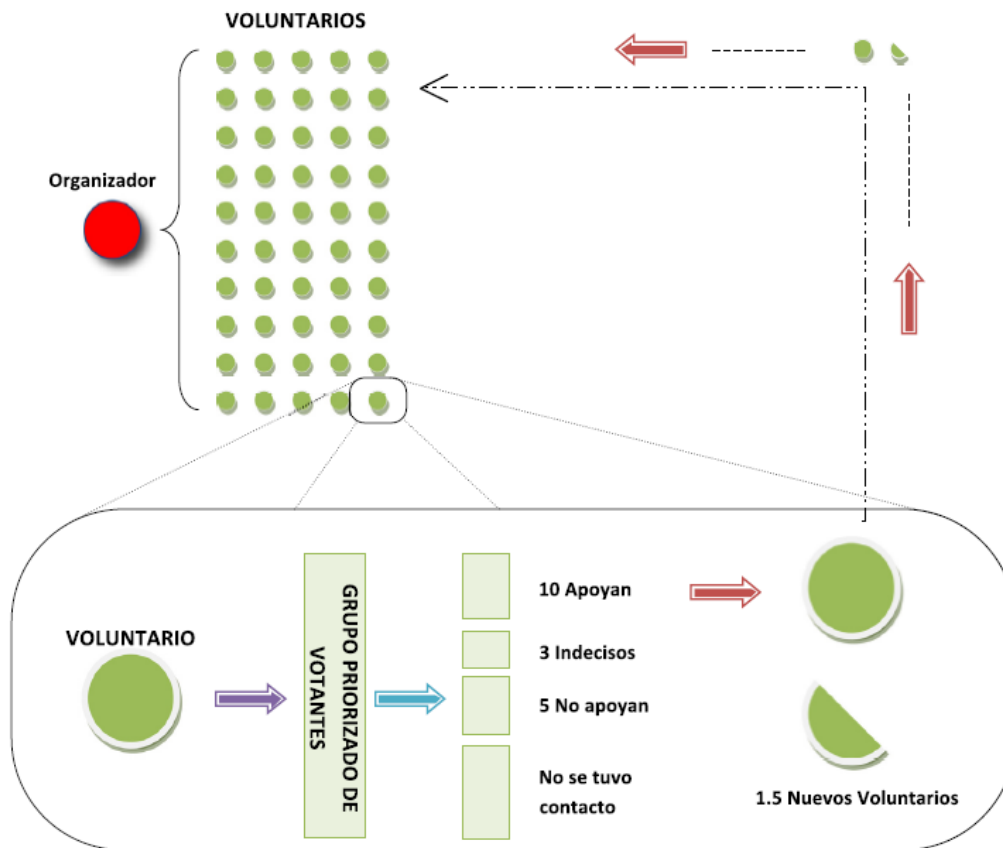 VOLUNTARIOS
Organizador
VOLUNTARIO
GRUPO PRIORIZADO DE
VOTANTES
10 Apoyan
3 Indecisos
5 No apoyan
No se tuvo
contacto
1.5 Nuevos Voluntarios